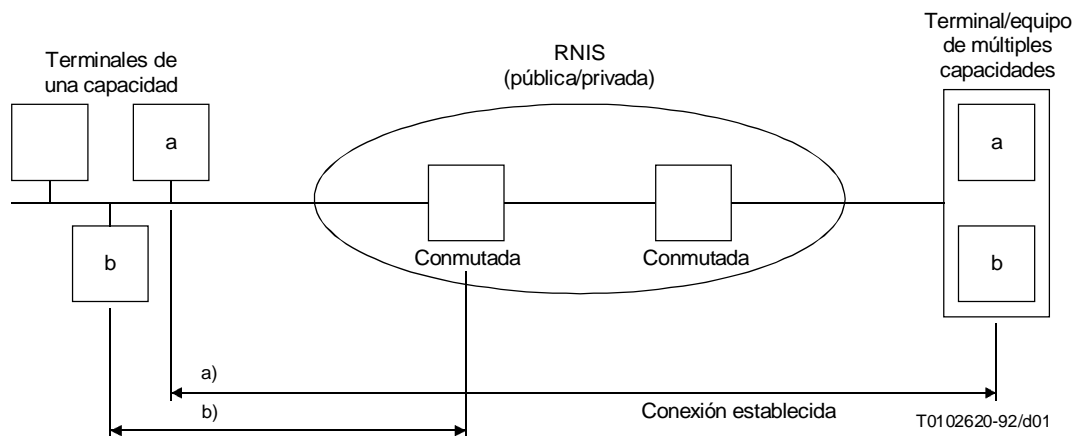 Terminales de
una capacidad
RNIS
(pública/privada)
Terminal/equipo
de múltiples
capacidades
a
a
b
b
Conmutada
Conmutada
a)
b)
Conexión establecida
T0102620-92/d01